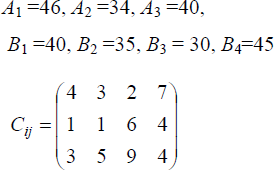 A1 =46, A2 =34, A3 =40,
B1 =40, B2 =35, B3 = 30, B4=45
Cij = (4 3 2 7
1 1 6 4
3 5 9 4)